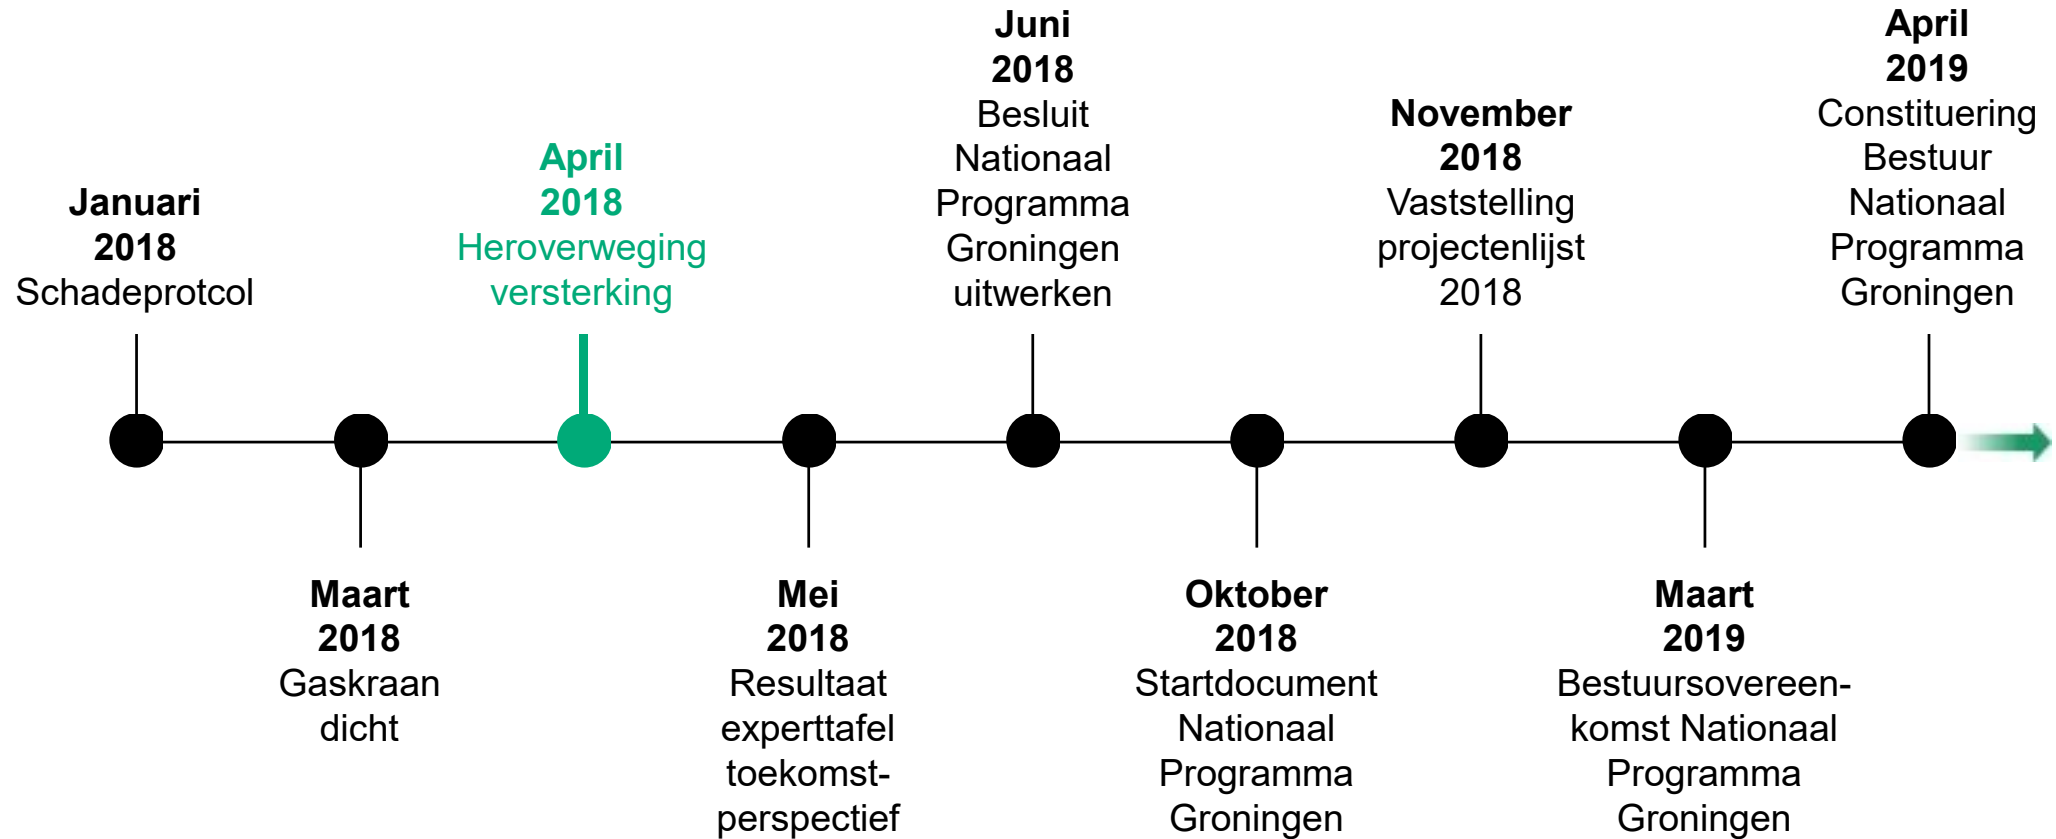 Januari
2018
Schadeprotcol
Maart
2018
Gaskraan
dicht
April
2018
Heroverweging
versterking
Mei
2018
Resultaat
experttafel
toekomst-
perspectief
Juni
2018
Besluit
Nationaal
Programma
Groningen
uitwerken
Oktober
2018
Startdocument
Nationaal
Programma
Groningen
November
2018
Vaststelling
projectenlijst
2018
Maart
2019
Bestuursovereen-
komst Nationaal
Programma
Groningen
April
2019
Constituering
Bestuur
Nationaal
Programma
Groningen